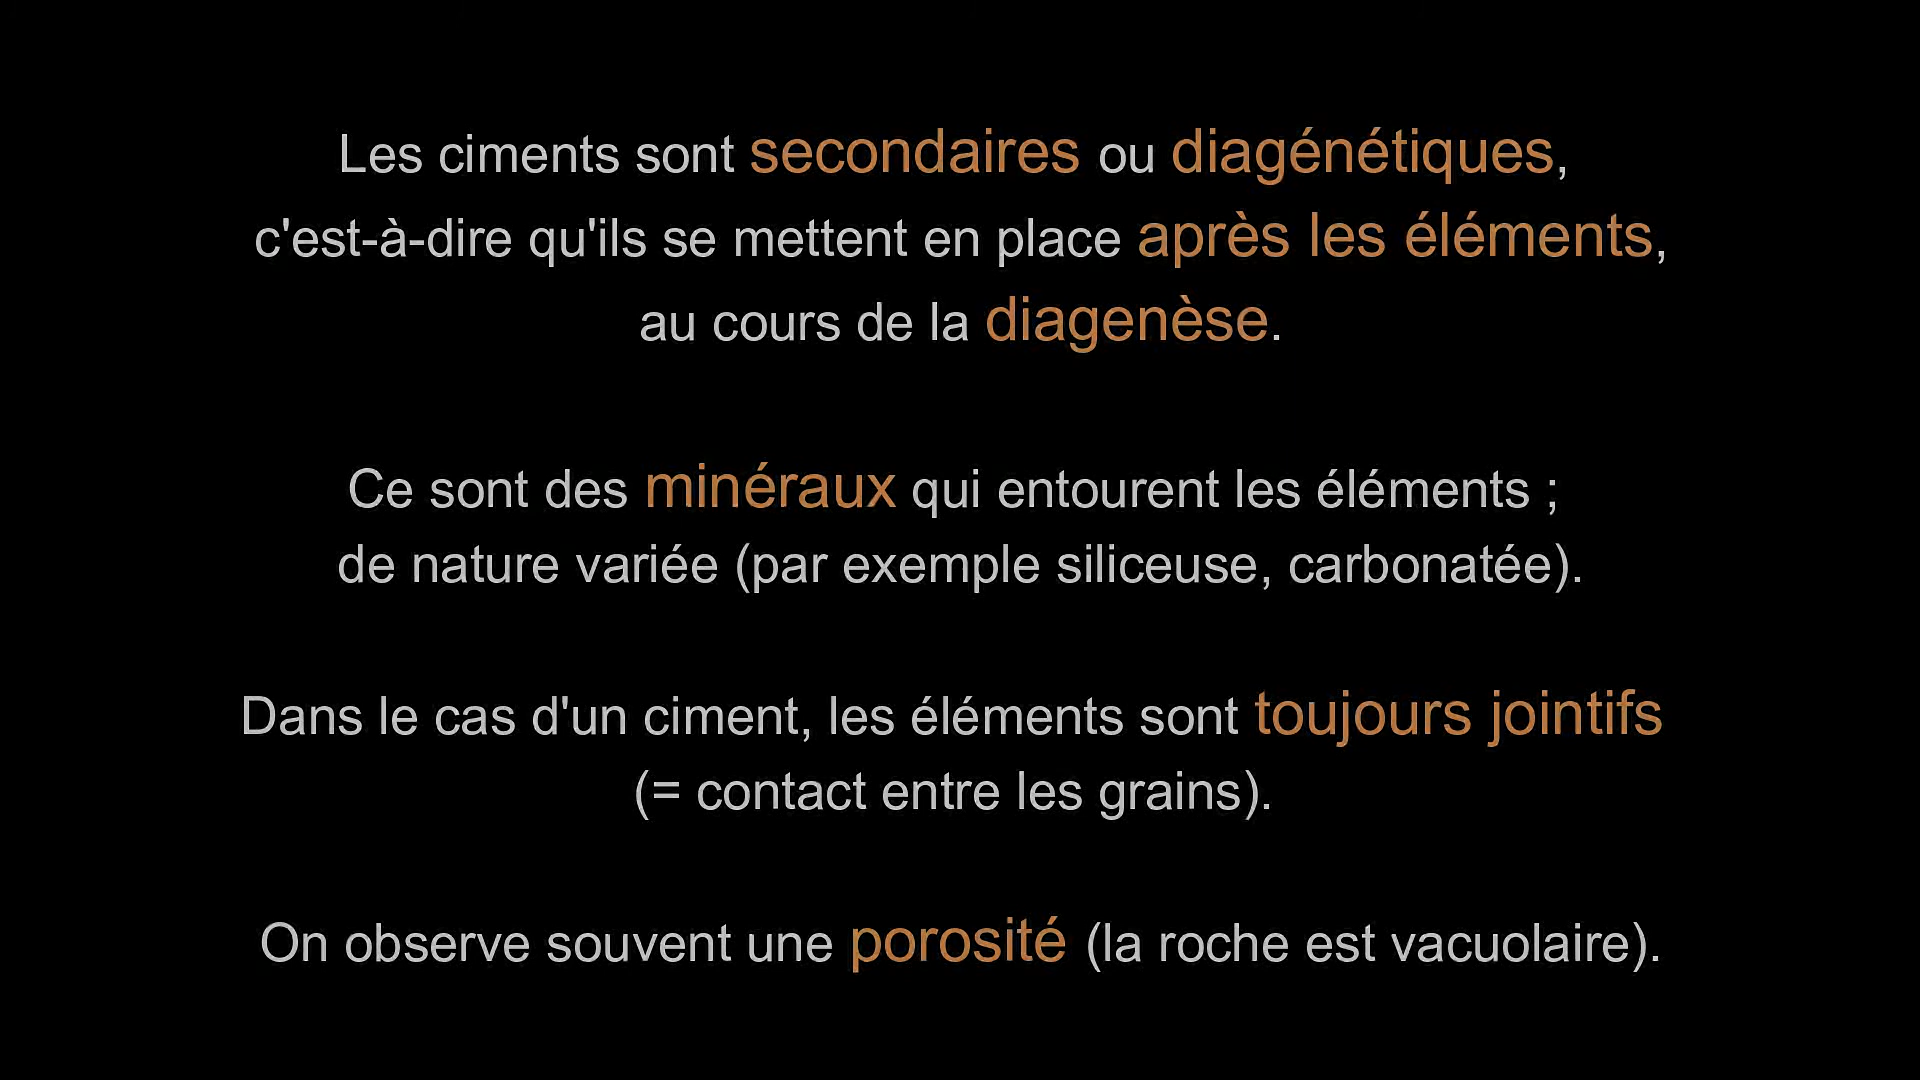 Les ciments sont secondaires ou diagénétiques,
c'est-à-dire qu'ils se mettent en place après les éléments,
au cours de la diagenèse.
Ce sont des minéraux qui entourent les éléments ;
de nature variée (par exemple siliceuse, carbonatée).
Dans le cas d'un ciment, les éléments sont toujours jointifs
(= contact entre les grains).
On observe souvent une porosité (la roche est vacuolaire).